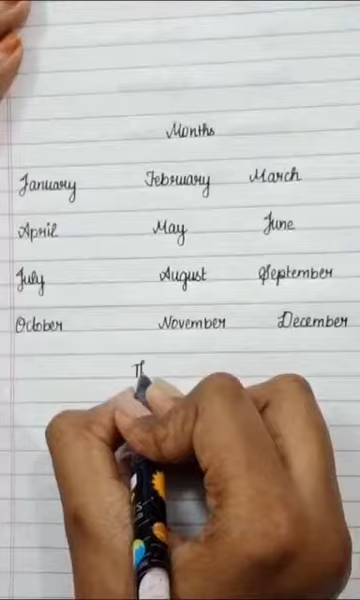 Months
January February March
April May June
July August September
October November December